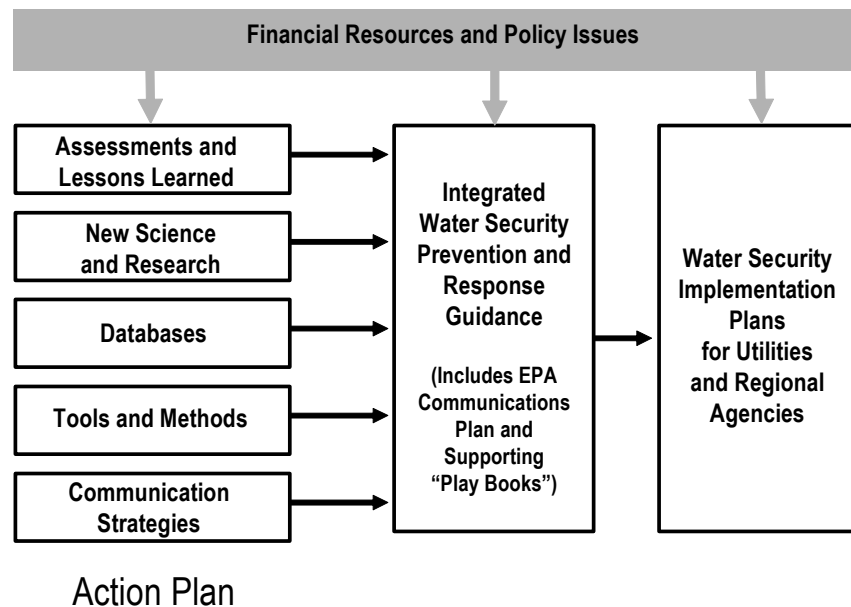 Financial Resources and Policy Issues
Assessments and
Lessons Learned
New Science
and Research
Databases
Tools and Methods
Communication
Strategies
Integrated
Water Security
Prevention and
Response
Guidance
(Includes EPA
Communications
Plan and
Supporting
“Play Books”)
Water Security
Implementation
Plans
for Utilities
and Regional
Agencies
Action Plan